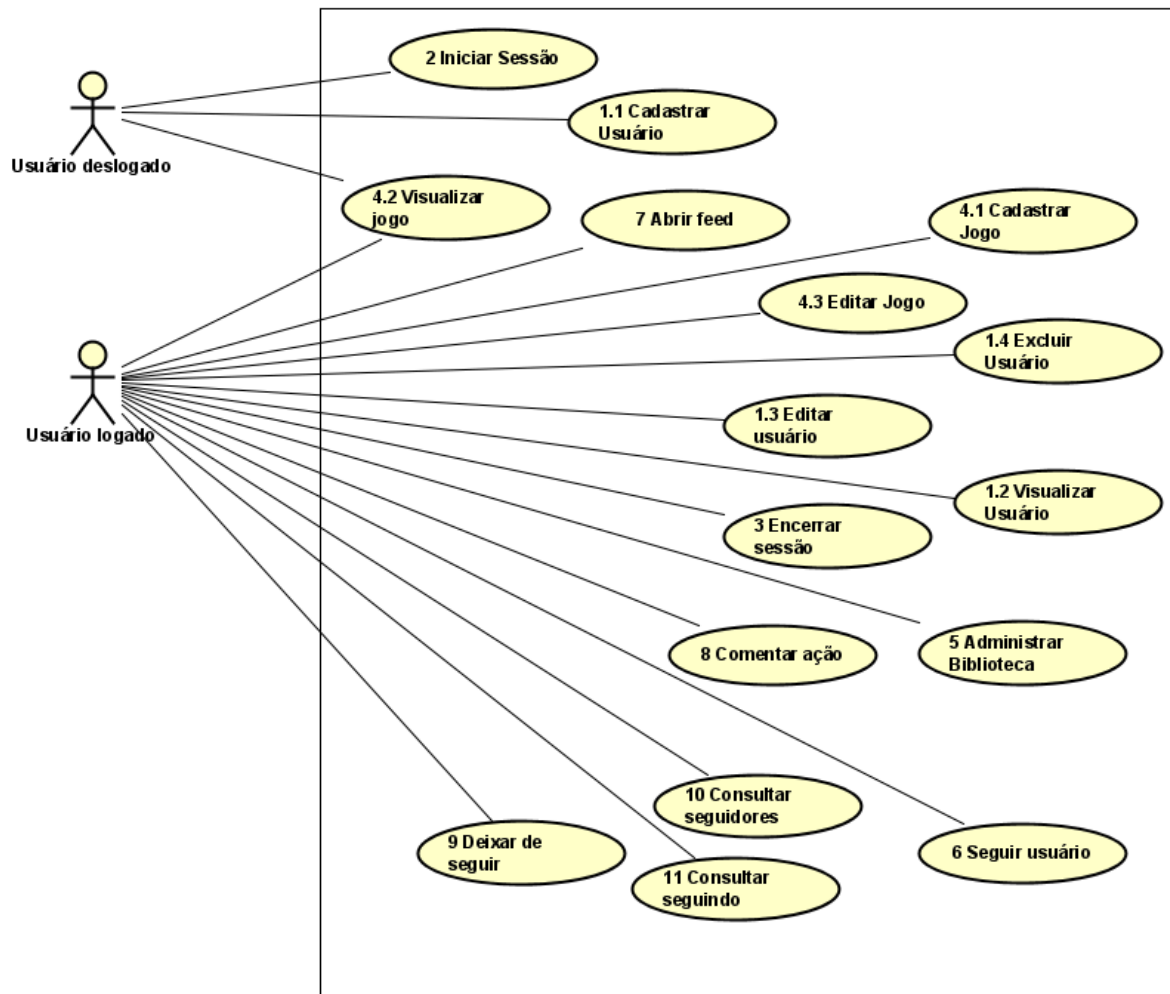 2 Iniciar Sessão
1.1 Cadastrar
Usuário
Usuário deslogado
4.2 Visualizar
jogo
7 Abrir feed
4.1 Cadastrar
Jogo
4.3 Editar Jogo
1.4 Excluir
Usuário
Usuário logado
1.3 Editar
usuário
1.2 Visualizar
Usuário
3 Encerrar
sessão
8 Comentar ação
5 Administrar
Biblioteca
10 Consultar
seguidores
9 Deixar de
seguir
11 Consultar
seguindo
6 Seguir usuário